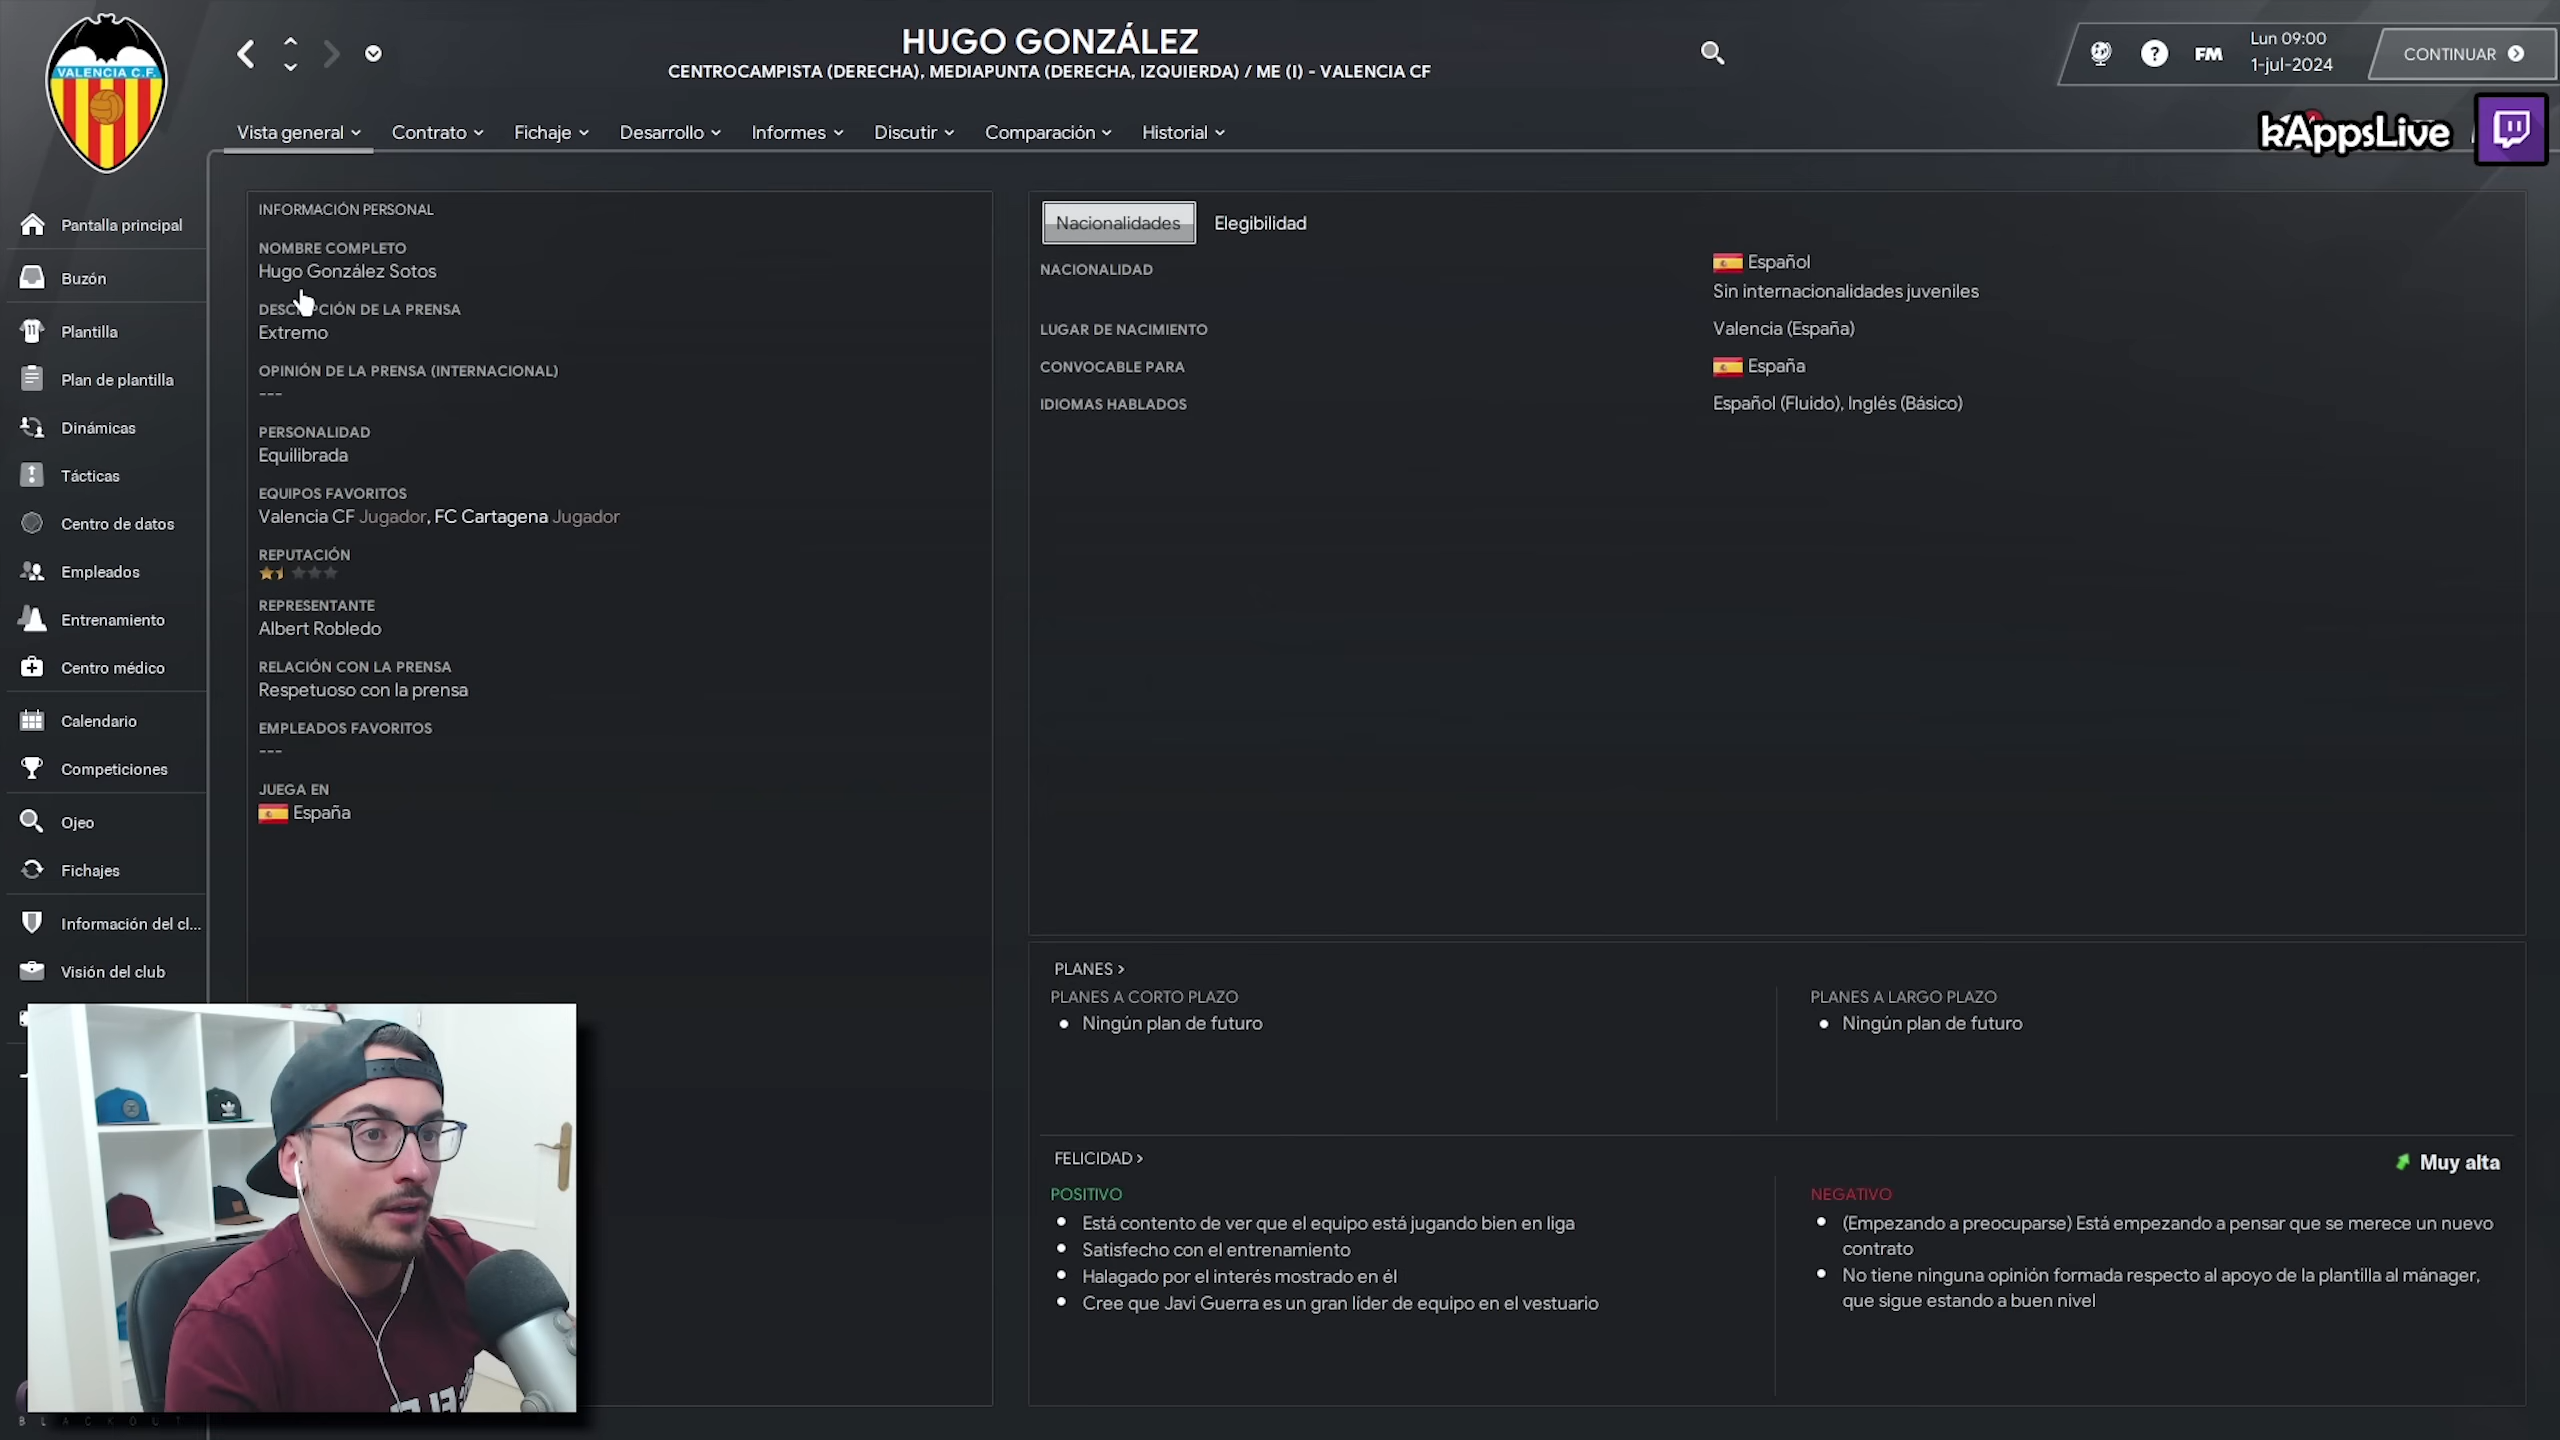 VALENCIA C.F.
HUGO GONZÁLEZ
CENTROCAMPISTA (DERECHA), MEDIAPUNTA (DERECHA, IZQUIERDA) / ME (I) - VALENCIA CF
FM
Lun 09:00
1-jul-2024
CONTINUAR
kAppsLive
Vista general
Contrato
Fichaje
Desarrollo
Informes
Discutir
Comparación
Historial
Pantalla principal
Buzón
Plantilla
Plan de plantilla
Dinámicas
Tácticas
Centro de datos
Empleados
Entrenamiento
Centro médico
Calendario
Competiciones
Ojeo
Fichajes
Información del cl...
Visión del club
INFORMACIÓN PERSONAL
NOMBRE COMPLETO
Hugo González Sotos
DESCRIPCIÓN DE LA PRENSA
Extremo
OPINIÓN DE LA PRENSA (INTERNACIONAL)
---
PERSONALIDAD
Equilibrada
EQUIPOS FAVORITOS
Valencia CF Jugador, FC Cartagena Jugador
REPUTACIÓN
REPRESENTANTE
Albert Robledo
RELACIÓN CON LA PRENSA
Respetuoso con la prensa
EMPLEADOS FAVORITOS
---
JUEGA EN
España
Nacionalidades
Elegibilidad
NACIONALIDAD
Español
Sin internacionalidades juveniles
LUGAR DE NACIMIENTO
Valencia (España)
CONVOCABLE PARA
España
IDIOMAS HABLADOS
Español (Fluido), Inglés (Básico)
PLANES >
PLANES A CORTO PLAZO
Ningún plan de futuro
PLANES A LARGO PLAZO
Ningún plan de futuro
FELICIDAD >
Muy alta
POSITIVO
Está contento de ver que el equipo está jugando bien en liga
Satisfecho con el entrenamiento
Halagado por el interés mostrado en él
Cree que Javi Guerra es un gran líder de equipo en el vestuario
NEGATIVO
(Empezando a preocuparse) Está empezando a pensar que se merece un nuevo
contrato
No tiene ninguna opinión formada respecto al apoyo de la plantilla al mánager,
que sigue estando a buen nivel
BLACKOUT